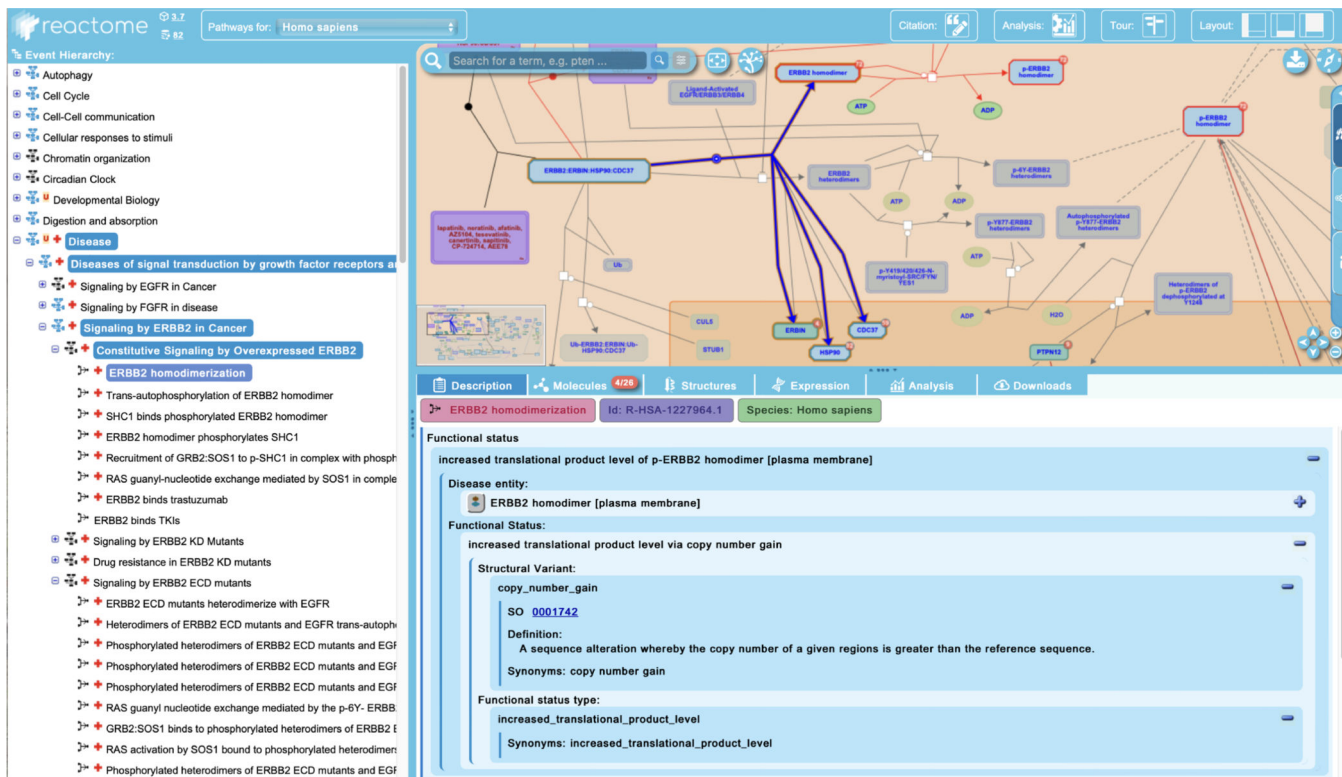 reactome
3.7
82
Pathways for: Homo sapiens
Citation:
Analysis:
Tour:
Layout:
Event Hierarchy:
Autophagy
Cell Cycle
Cell-Cell communication
Cellular responses to stimuli
Chromatin organization
Circadian Clock
U Developmental Biology
Digestion and absorption
U Disease
Diseases of signal transduction by growth factor receptors a
Signaling by EGFR in Cancer
Signaling by FGFR in disease
Signaling by ERBB2 in Cancer
Constitutive Signaling by Overexpressed ERBB2
ERBB2 homodimerization
Trans-autophosphorylation of ERBB2 homodimer
SHC1 binds phosphorylated ERBB2 homodimer
ERBB2 homodimer phosphorylates SHC1
Recruitment of GRB2:SOS1 to p-SHC1 in complex with phosph
RAS guanyl-nucleotide exchange mediated by SOS1 in comple
ERBB2 binds trastuzumab
ERBB2 binds TKIs
Signaling by ERBB2 KD Mutants
Drug resistance in ERBB2 KD mutants
Signaling by ERBB2 ECD mutants
ERBB2 ECD mutants heterodimerize with EGFR
Heterodimers of ERBB2 ECD mutants and EGFR trans-autoph
Phosphorylated heterodimers of ERBB2 ECD mutants and EGF
Phosphorylated heterodimers of ERBB2 ECD mutants and EGF
Phosphorylated heterodimers of ERBB2 ECD mutants and EGF
RAS guanyl nucleotide exchange mediated by the p-6Y- ERBB
GRB2:SOS1 binds to phosphorylated heterodimers of ERBB2 E
RAS activation by SOS1 bound to phosphorylated heterodimers
Phosphorylated heterodimers of ERBB2 ECD mutants and EGF
Search for a term, e.g. pten ...
ERBB2 homodimer
p-ERBB2
homodimer
Ligand-Activated
EGFR/ERBB3/ERBB4
ATP
ADP
p-ERBB2
homodimer
ERBB2:ERBIN:HSP90:CDC37
ERBB2
heterodimers
p-6Y-ERBB2
heterodimers
ATP
ADP
lapatinib, neratinib, afatinib,
AZ5104, tesevatinib,
canertinib, sapitinib,
CP-724714, AEE78
p-Y877-ERBB2
heterodimers
Autophosphorylated
p-Y877-ERBB2
heterodimers
Ub
ATP
p-Y419/420/426-N-
myristoyl-SRC/FYN/
YES1
Heterodimers of
p-ERBB2
dephosphorylated at
Y1248
CUL5
STUB1
Ub-ERBB2:ERBIN:Ub-
HSP90:CDC37
ERBIN
CDC37
HSP90
ADP
H2O
PTPN12
Description
Molecules 4/26
Structures
Expression
Analysis
Downloads
ERBB2 homodimerization
Id: R-HSA-1227964.1
Species: Homo sapiens
Functional status
increased translational product level of p-ERBB2 homodimer [plasma membrane]
Disease entity:
ERBB2 homodimer [plasma membrane]
Functional Status:
increased translational product level via copy number gain
Structural Variant:
copy_number_gain
SO 0001742
Definition:
A sequence alteration whereby the copy number of a given regions is greater than the reference sequence.
Synonyms: copy number gain
Functional status type:
increased_translational_product_level
Synonyms: increased_translational_product_level